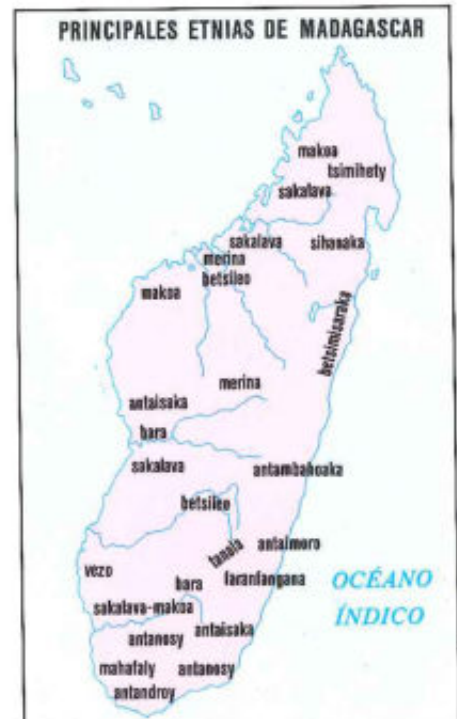 PRINCIPALES ETNIAS DE MADAGASCAR
makoa
tsimihety
sakalava
sakalava
sihanaka
merina
betsileo
makoa
betsimisaraka
merina
antaisaka
bara
sakalava
antambahoaka
betsileo
tanala
antaimoro
vezo
bara
faranfangana
OCÉANO
ÍNDICO
sakalava-makoa
antaisaka
antanosy
mahafaly
antanosy
antandroy